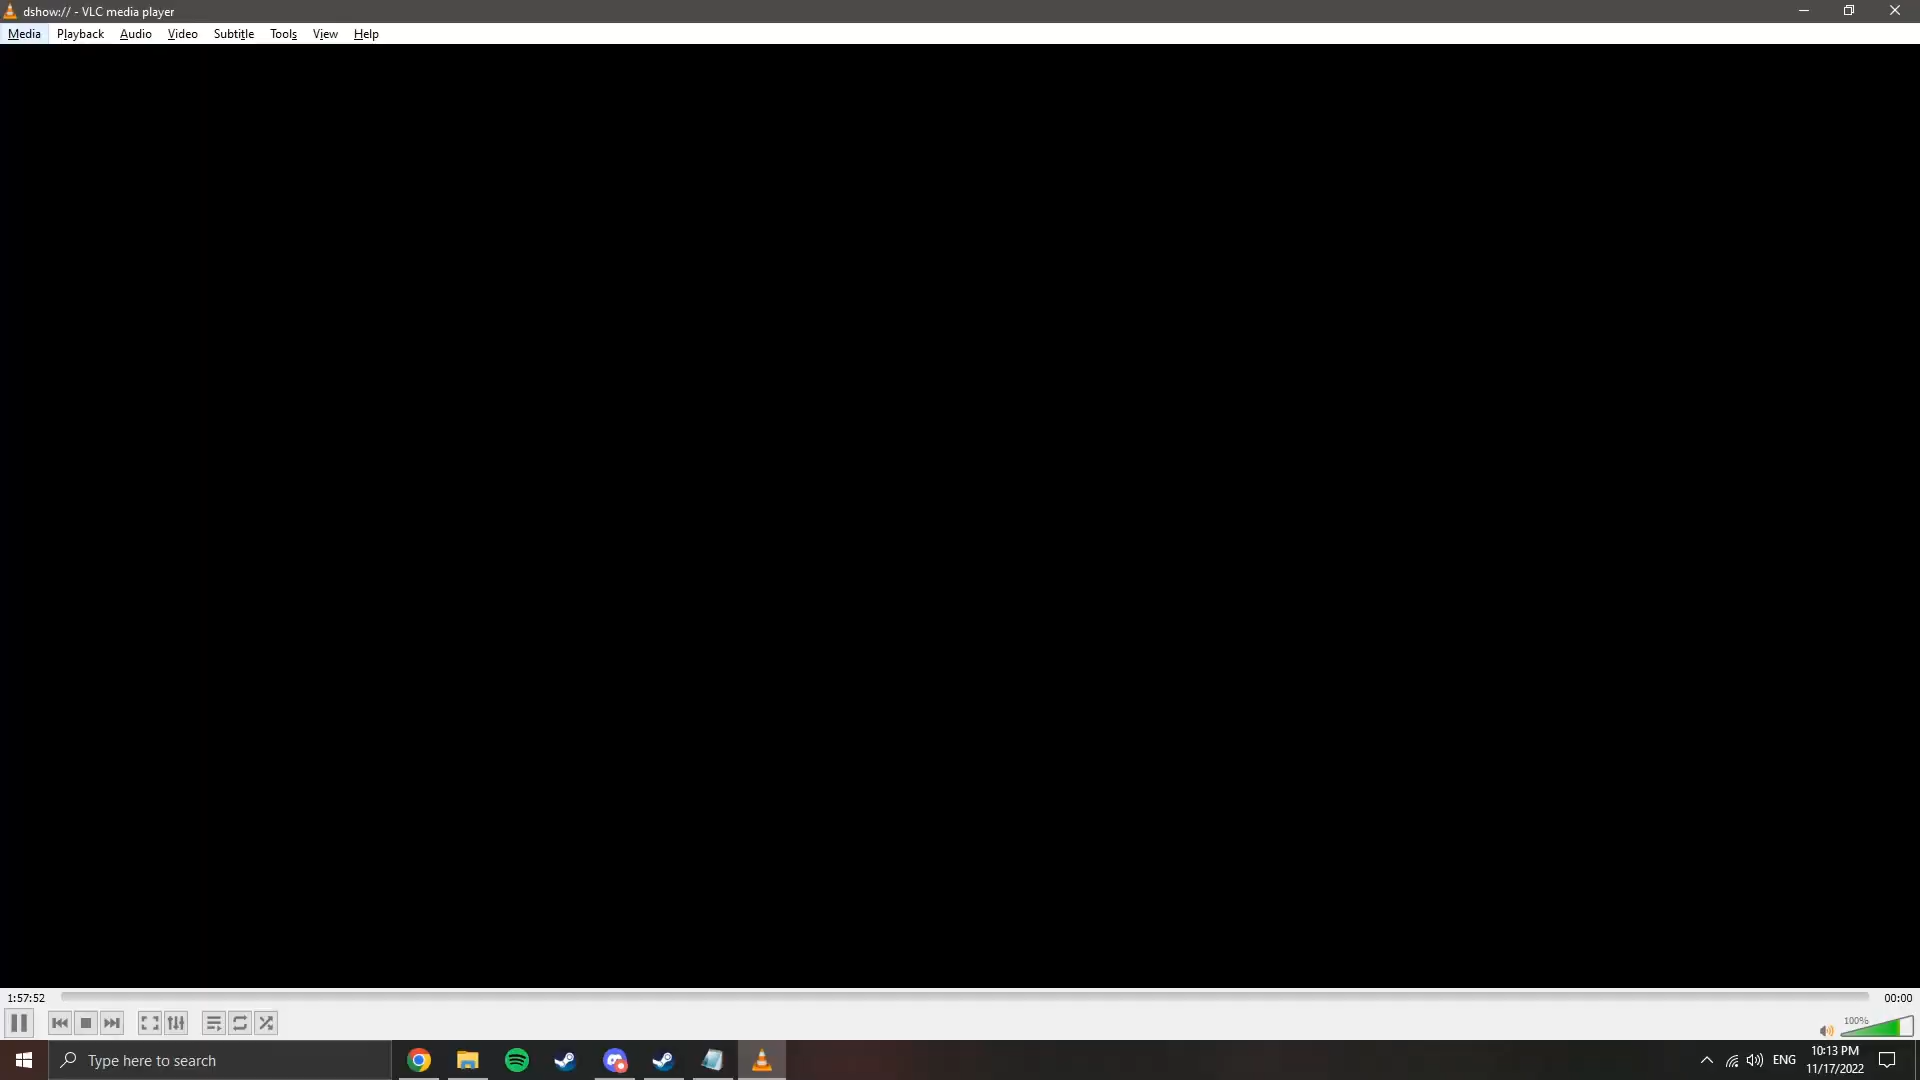 dshow:// - VLC media player
Media Playback Audio Video Subtitle Tools View Help
1:57:52
00:00
100%
Type here to search
ENG
10:13 PM
11/17/2022